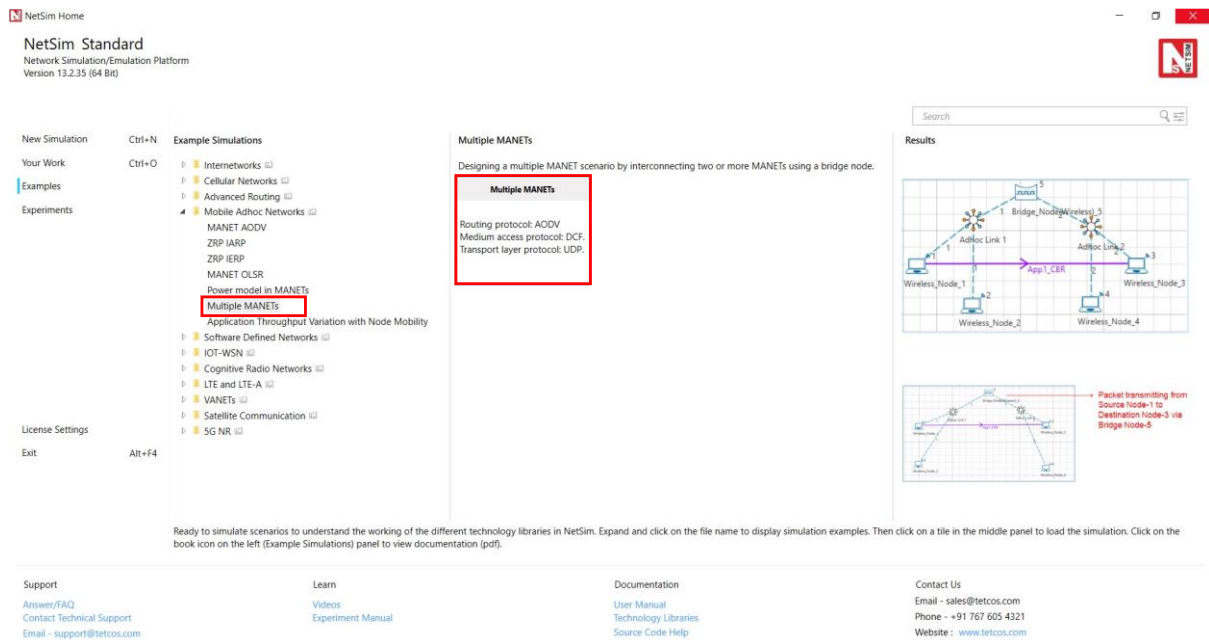 NetSim Home
NetSim Standard
Network Simulation/Emulation Platform
Version 13.2.35 (64 Bit)
NETSIM
Search
New Simulation Ctrl+N
Your Work Ctrl+O
Examples
Experiments
License Settings
Exit Alt+F4
Example Simulations
Internetworks
Cellular Networks
Advanced Routing
Mobile Adhoc Networks
MANET AODV
ZRP IARP
ZRP IERP
MANET OLSR
Power model in MANETs
Multiple MANETs
Application Throughput Variation with Node Mobility
Software Defined Networks
IOT-WSN
Cognitive Radio Networks
LTE and LTE-A
VANETs
Satellite Communication
5G NR
Multiple MANETs
Designing a multiple MANET scenario by interconnecting two or more MANETs using a bridge node.
Multiple MANETs
Routing protocol: AODV
Medium access protocol: DCF.
Transport layer protocol: UDP.
Results
5
1 Bridge_Node(Wireless)_5
Adhoc Link 1
Adhoc Link 2
App1_CBR
Wireless_Node_1
Wireless_Node_3
Wireless_Node_2
Wireless_Node_4
Packet transmitting from
Source Node-1 to
Destination Node-3 via
Bridge Node-5
Ready to simulate scenarios to understand the working of the different technology libraries in NetSim. Expand and click on the file name to display simulation examples. Then click on a tile in the middle panel to load the simulation. Click on the
book icon on the left (Example Simulations) panel to view documentation (pdf).
Support
Answer/FAQ
Contact Technical Support
Email - support@tetcos.com
Learn
Videos
Experiment Manual
Documentation
User Manual
Technology Libraries
Source Code Help
Contact Us
Email - sales@tetcos.com
Phone - +91 767 605 4321
Website : www.tetcos.com